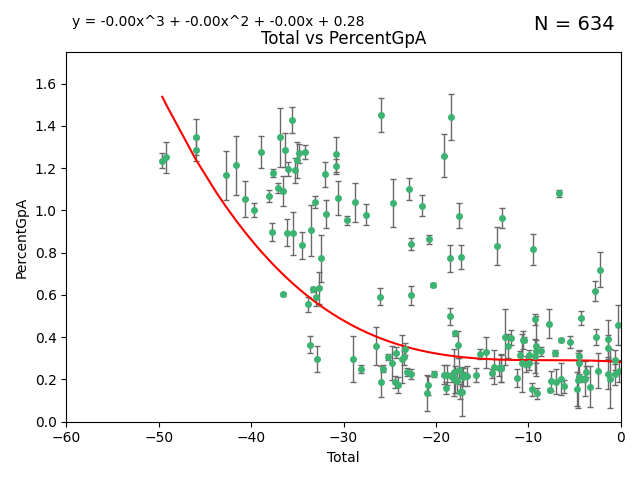 y = -0.00x^3 + -0.00x^2 + -0.00x + 0.28
N = 634
Total vs PercentGpA
PercentGpA
1.6
1.4
1.2
1.0
0.8
0.6
0.4
0.2
0.0
−60 −50 −40 −30 −20 −10 0
Total